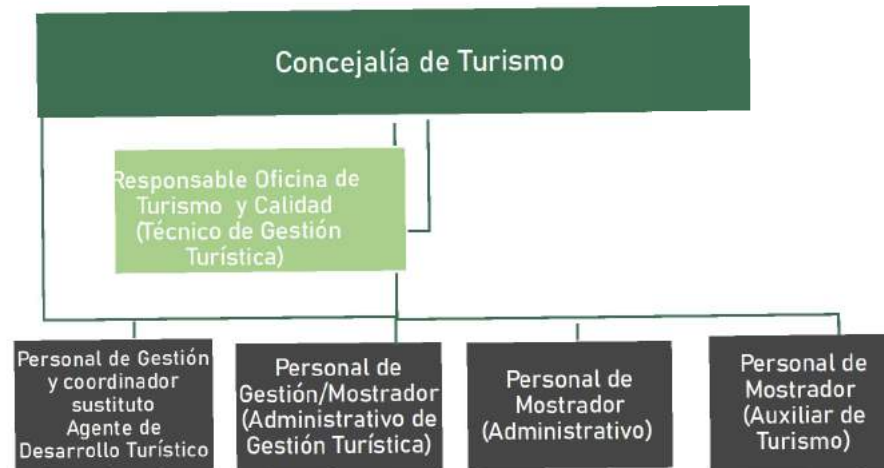 Concejalía de Turismo
Responsable Oficina de
Turismo y Calidad
(Técnico de Gestión
Turística)
Personal de Gestión
y coordinador
sustituto
Agente de
Desarrollo Turístico
Personal de
Gestión/Mostrador
(Administrativo de
Gestión Turística)
Personal de
Mostrador
(Administrativo)
Personal de
Mostrador
(Auxiliar de
Turismo)